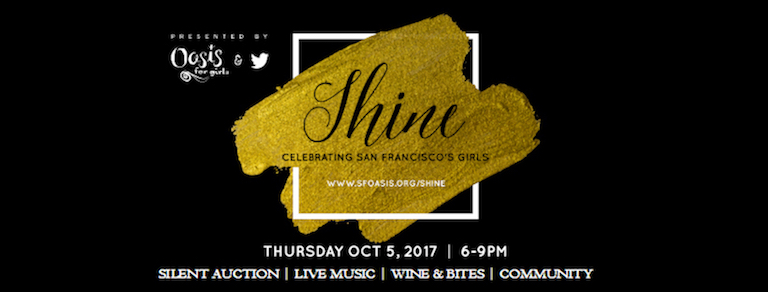 PRESENTED BY
Oasis
for girls
&
Shine
CELEBRATING SAN FRANCISCO'S GIRLS
WWW.SFOASIS.ORG/SHINE
THURSDAY OCT 5, 2017 | 6-9PM
SILENT AUCTION | LIVE MUSIC | WINE & BITES | COMMUNITY